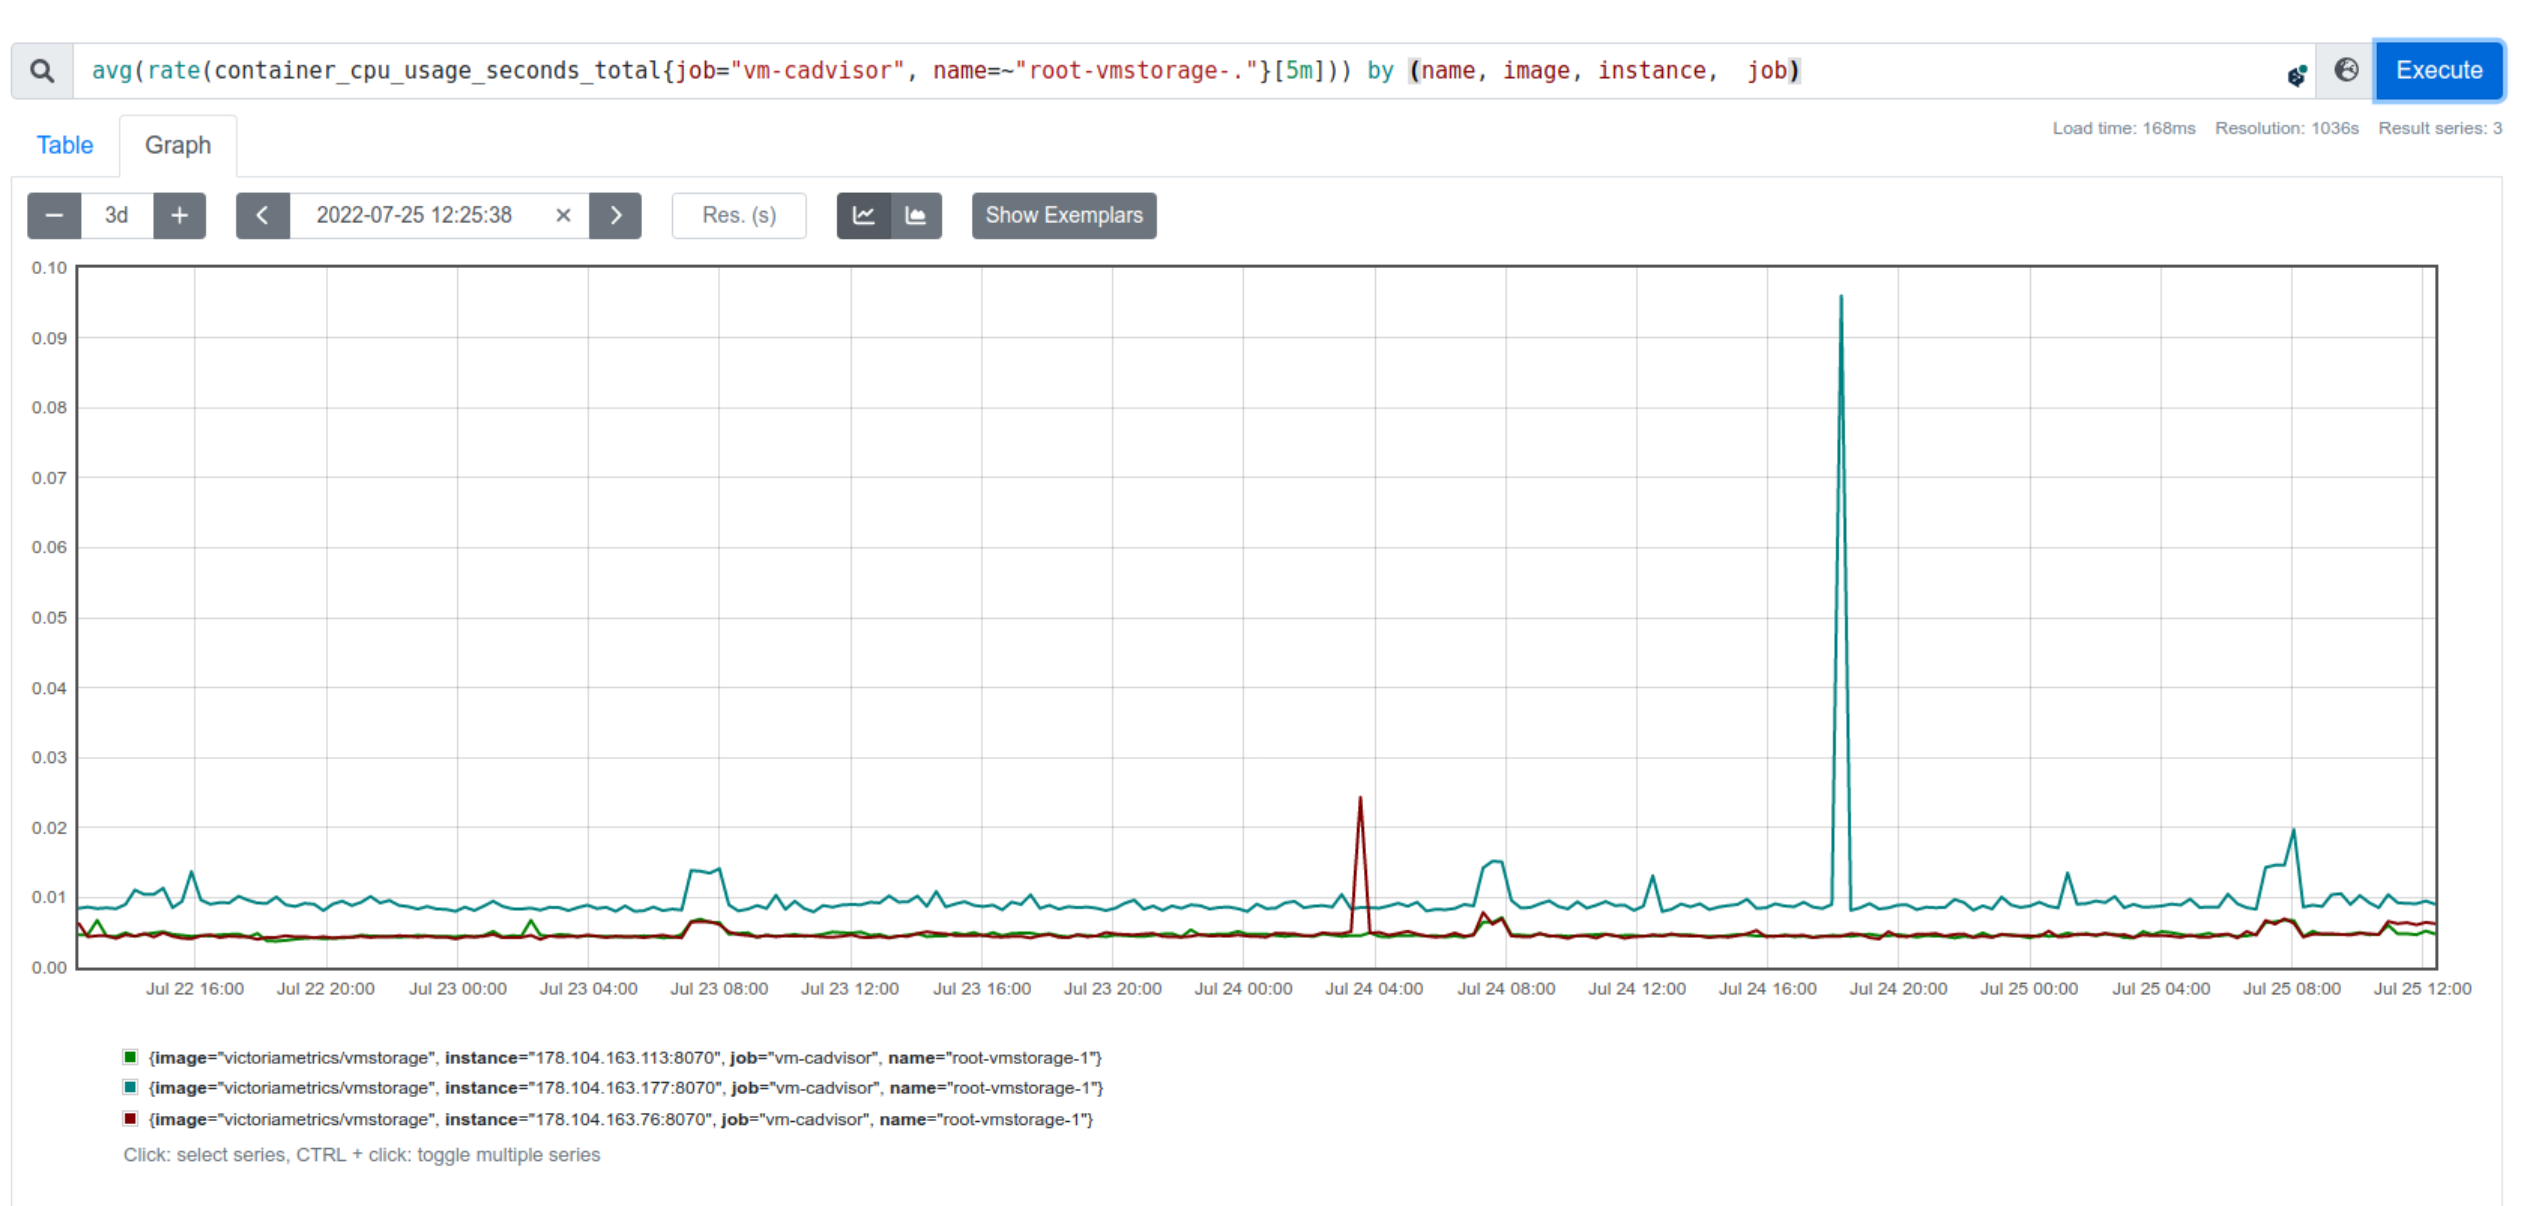 avg(rate(container_cpu_usage_seconds_total{job="vm-cadvisor", name=~"root-vmstorage-."}[5m])) by (name, image, instance,  job)
Execute
Table
Graph
Load time: 168ms Resolution: 1036s Result series: 3
3d
2022-07-25 12:25:38
Res. (s)
Show Exemplars
0.10
0.09
0.08
0.07
0.06
0.05
0.04
0.03
0.02
0.01
0.00
Jul 22 16:00 Jul 22 20:00 Jul 23 00:00 Jul 23 04:00 Jul 23 08:00 Jul 23 12:00 Jul 23 16:00 Jul 23 20:00 Jul 24 00:00 Jul 24 04:00 Jul 24 08:00 Jul 24 12:00 Jul 24 16:00 Jul 24 20:00 Jul 25 00:00 Jul 25 04:00 Jul 25 08:00 Jul 25 12:00
{image="victoriametrics/vmstorage", instance="178.104.163.113:8070", job="vm-cadvisor", name="root-vmstorage-1"}
{image="victoriametrics/vmstorage", instance="178.104.163.177:8070", job="vm-cadvisor", name="root-vmstorage-1"}
{image="victoriametrics/vmstorage", instance="178.104.163.76:8070", job="vm-cadvisor", name="root-vmstorage-1"}
Click: select series, CTRL + click: toggle multiple series